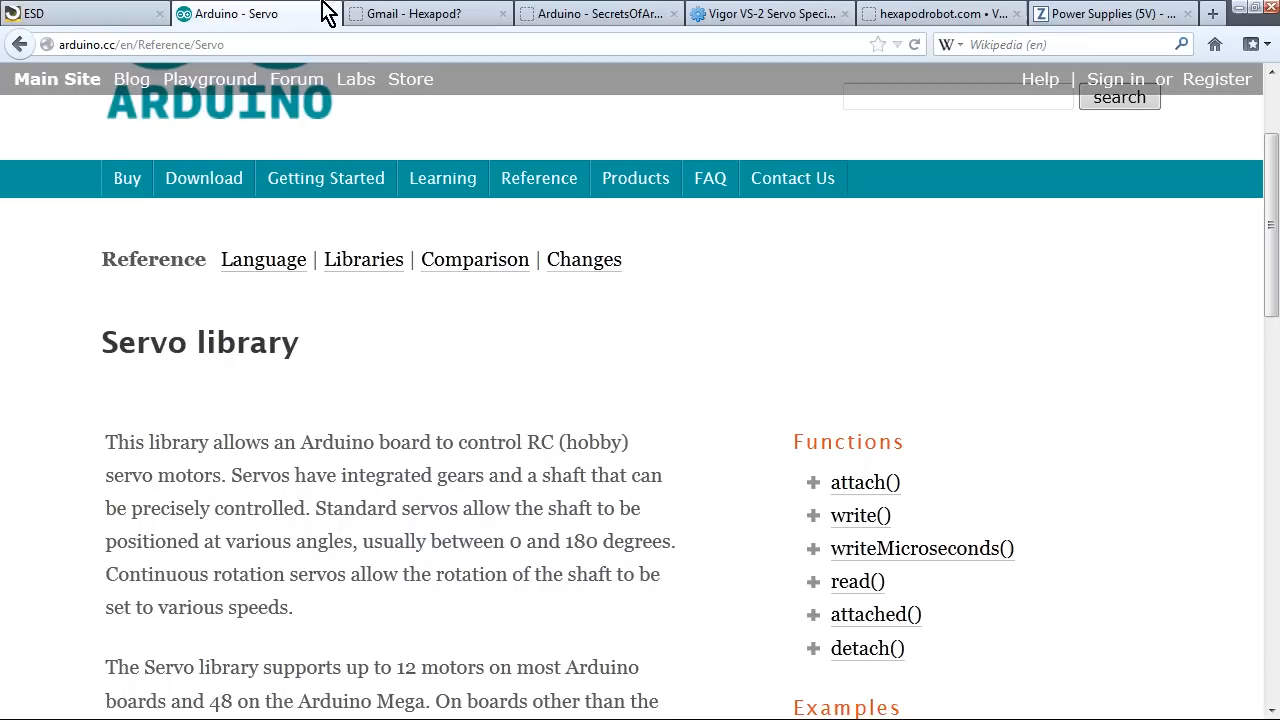 ESD
Arduino - Servo
Gmail - Hexapod?
Arduino - SecretsOfAr...
Vigor VS-2 Servo Speci...
hexapodrobot.com • V...
Power Supplies (5V) - ...
arduino.cc/en/Reference/Servo
W
Wikipedia (en)
Main Site Blog Playground Forum Labs Store
Help | Sign in or Register
ARDUINO
search
Buy Download Getting Started Learning Reference Products FAQ Contact Us
Reference Language | Libraries | Comparison | Changes
Servo library
This library allows an Arduino board to control RC (hobby)
servo motors. Servos have integrated gears and a shaft that can
be precisely controlled. Standard servos allow the shaft to be
positioned at various angles, usually between 0 and 180 degrees.
Continuous rotation servos allow the rotation of the shaft to be
set to various speeds.
The Servo library supports up to 12 motors on most Arduino
boards and 48 on the Arduino Mega. On boards other than the
Functions
attach()
write()
writeMicroseconds()
read()
attached()
detach()
Examples